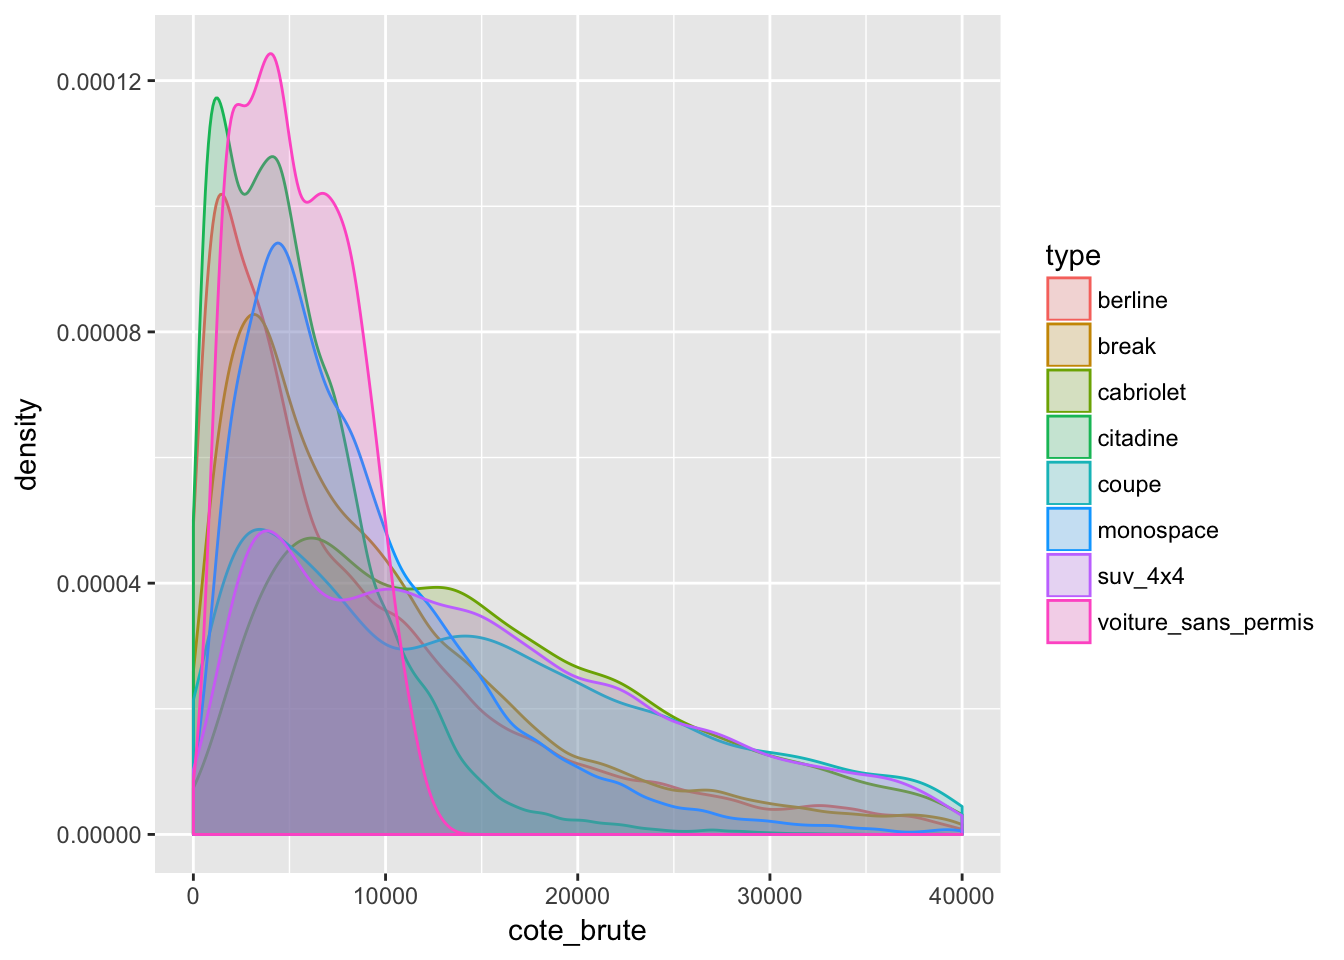 density
0.00012
0.00008
0.00004
0.00000
0 10000 20000 30000 40000
cote_brute
type
berline
break
cabriolet
citadine
coupe
monospace
suv_4x4
voiture_sans_permis